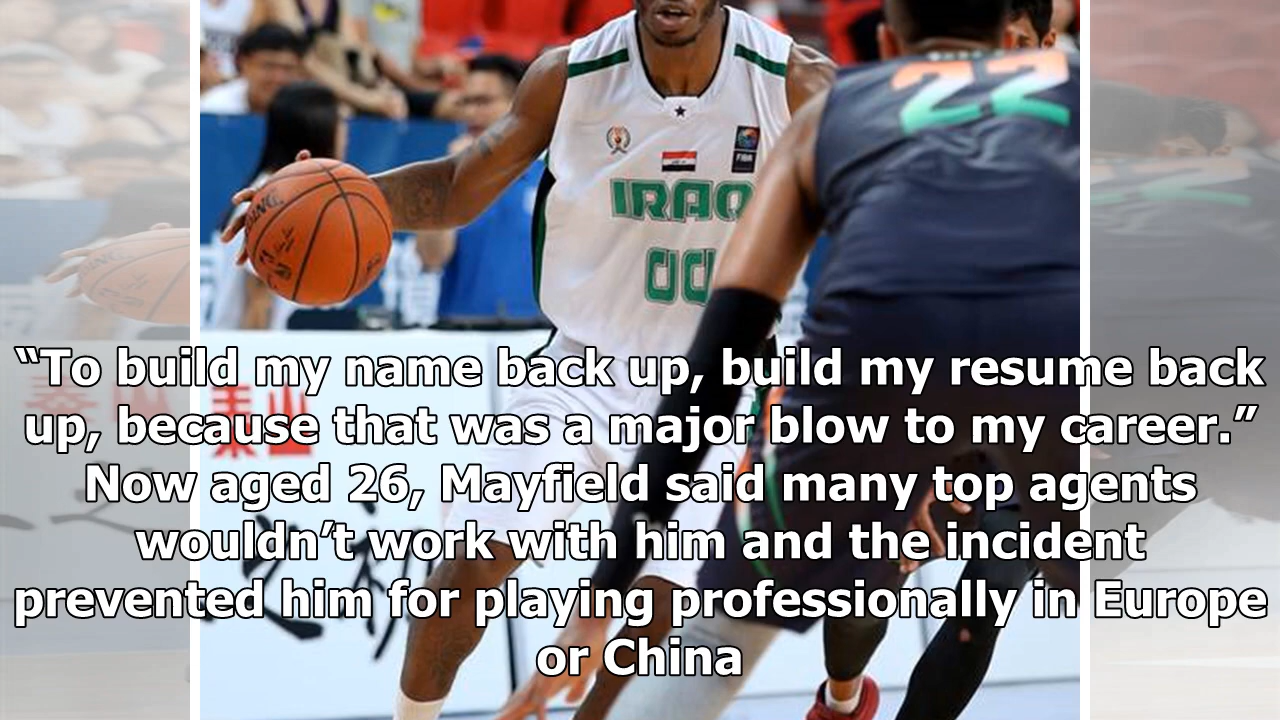 22
FIBA
IRAQ
00
“To build my name back up, build my resume back
up, because that was a major blow to my career.”
Now aged 26, Mayfield said many top agents
wouldn’t work with him and the incident
prevented him for playing professionally in Europe
or China